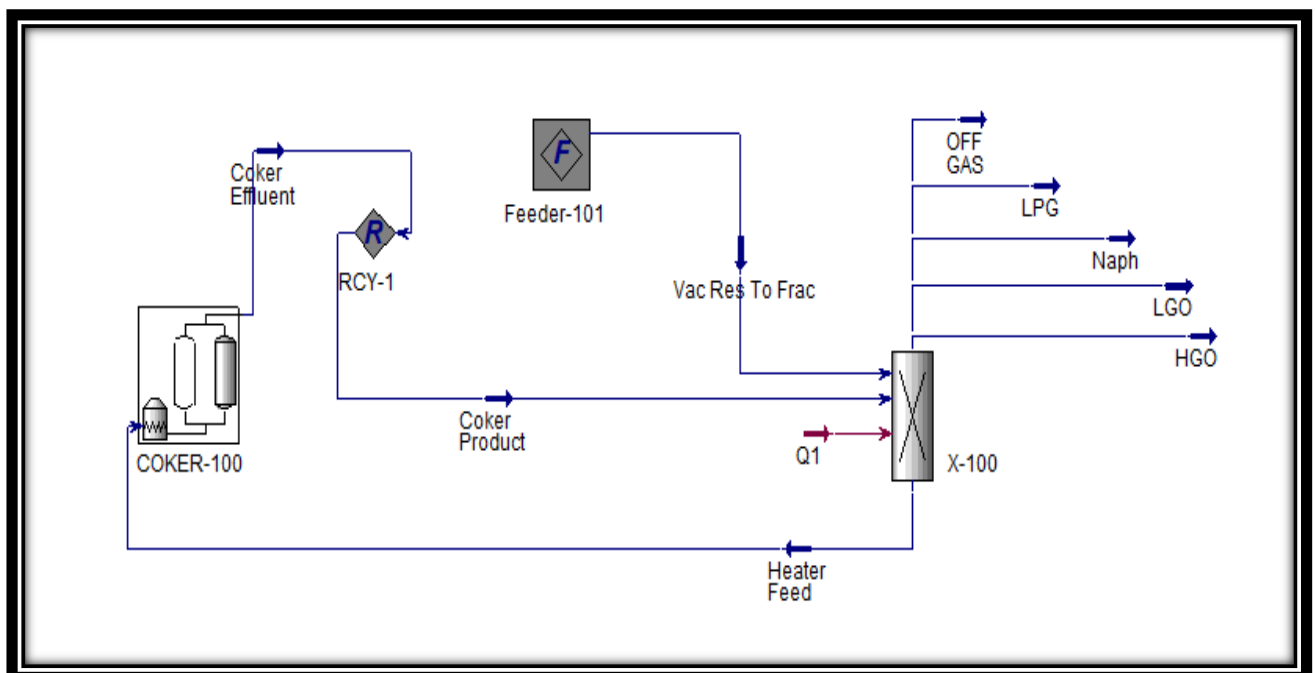 OFF
GAS
Coker
Effluent
F
LPG
Feeder-101
R
Naph
RCY-1
Vac Res To Frac
LGO
HGO
Coker
Product
Q1
COKER-100
X-100
Heater
Feed